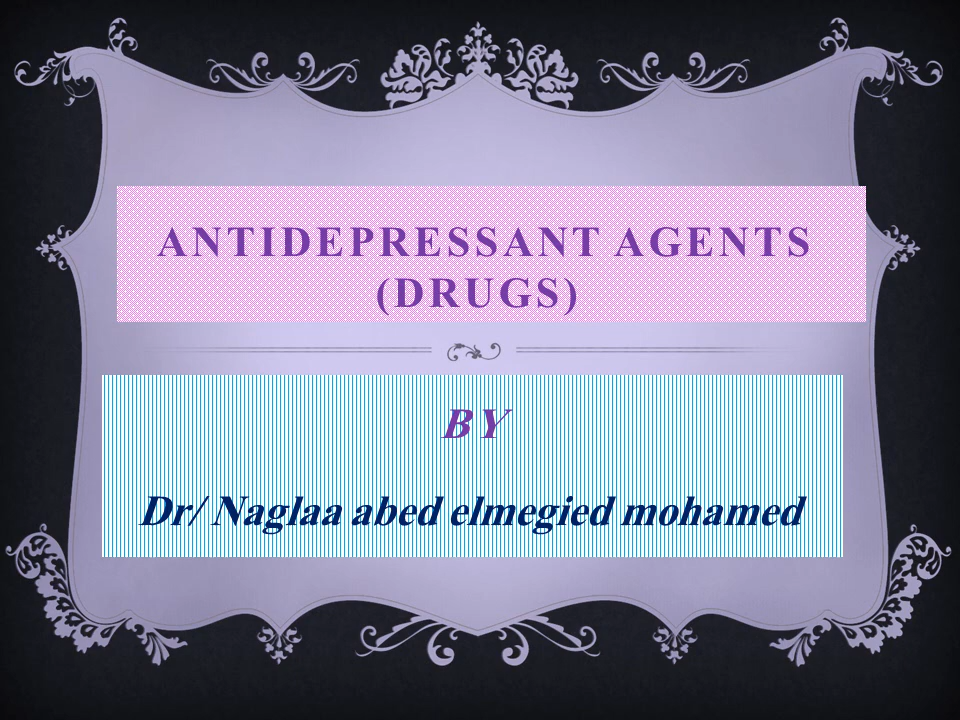 ANTIDEPRESSANT AGENTS
(DRUGS)
BY
Dr/ Naglaa abed elmegied mohamed